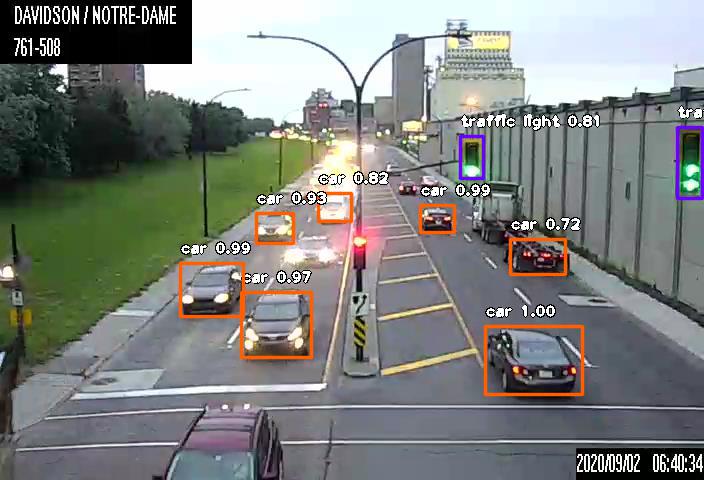 DAVIDSON / NOTRE-DAME
761-508
traffic light 0.81
tra
car 0.82
car 0.93
car 0.99
car 0.72
car 0.99
car 0.97
car 1.00
2020/09/02 06:40:34